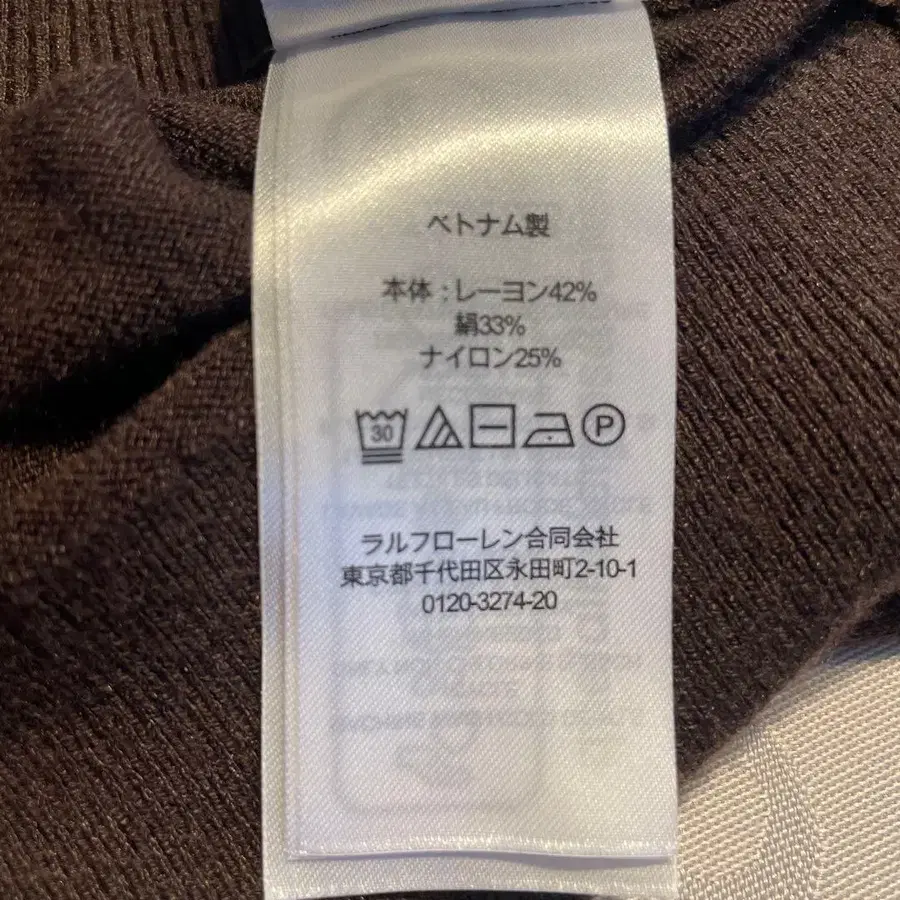 ベトナム製
本体：レーヨン42%
絹33%
ナイロン25%
30
P
ラルフローレン合同会社
東京都千代田区永田町2-10-1
0120-3274-20